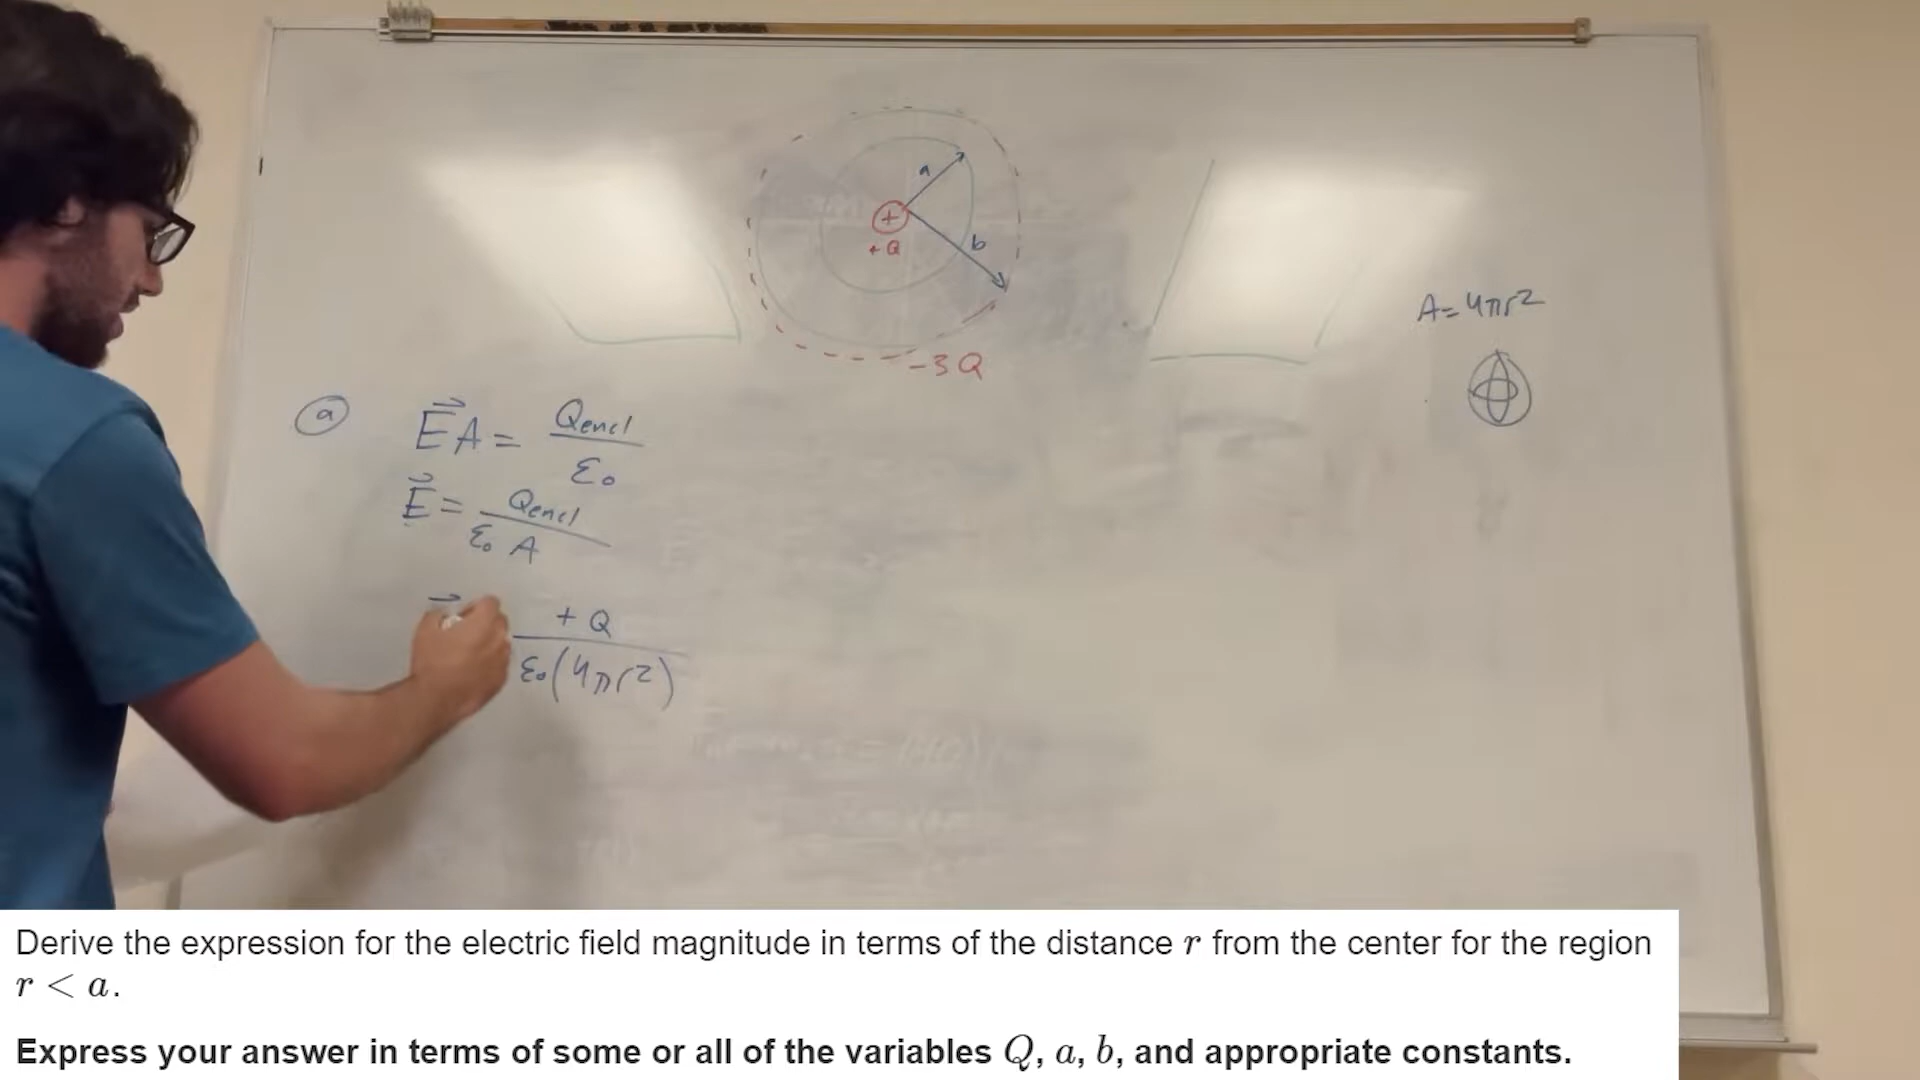 a
+
+Q
b
-3Q
A=4πr²
a
E⃗A = Qencl / ε₀
E⃗ = Qencl / ε₀ A
→ +Q / ε₀(4πr²)
Derive the expression for the electric field magnitude in terms of the distance r from the center for the region
r < a.
Express your answer in terms of some or all of the variables Q, a, b, and appropriate constants.